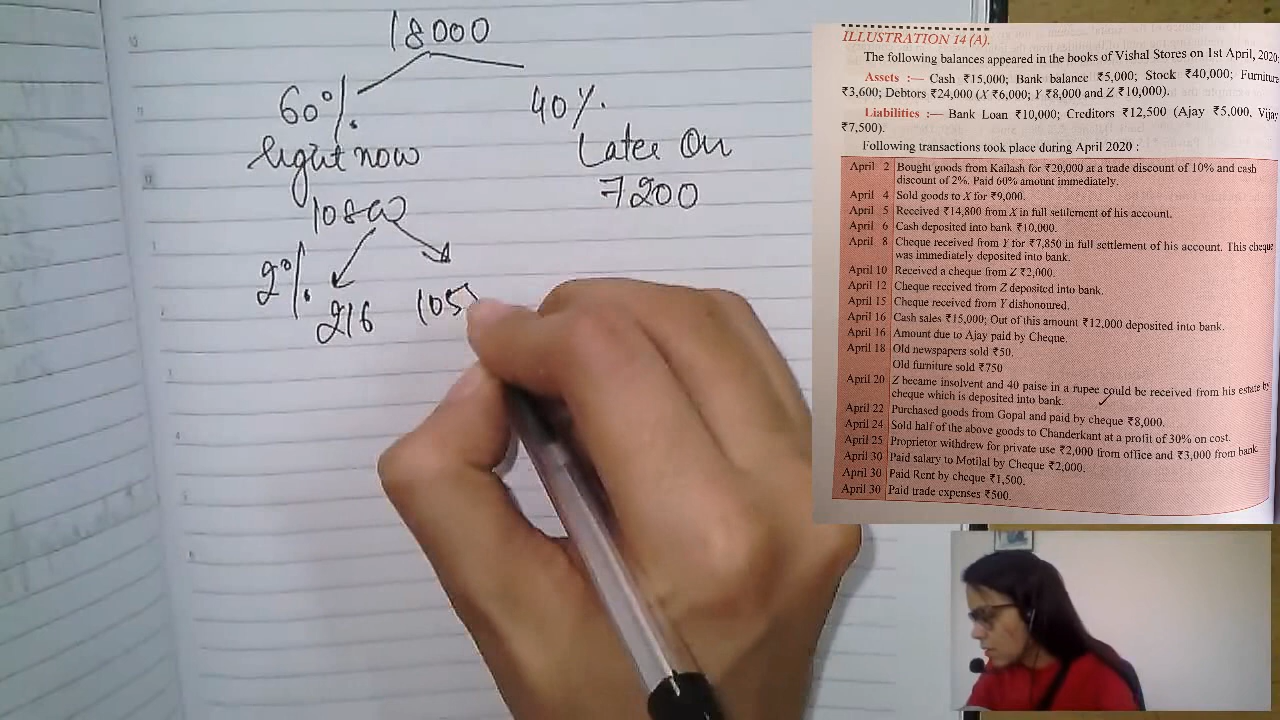 18000
60% 40%.
Right now Later On
10800 7200
2%.
216 105
ILLUSTRATION 14 (A).
The following balances appeared in the books of Vishal Stores on 1st April, 2020
Assets :— Cash ₹15,000; Bank balance ₹5,000; Stock ₹40,000; Furniture
₹3,600; Debtors ₹24,000 (X ₹6,000; Y ₹8,000 and Z ₹10,000).
Liabilities :— Bank Loan ₹10,000; Creditors ₹12,500 (Ajay ₹5,000, Vijay
₹7,500).
Following transactions took place during April 2020 :
April 2 Bought goods from Kailash for ₹20,000 at a trade discount of 10% and cash
discount of 2%. Paid 60% amount immediately.
April 4 Sold goods to X for ₹9,000.
April 5 Received ₹14,800 from X in full settlement of his account.
April 6 Cash deposited into bank ₹10,000.
April 8 Cheque received from Y for ₹7,850 in full settlement of his account. This cheque
was immediately deposited into bank.
April 10 Received a cheque from Z ₹2,000.
April 12 Cheque received from Z deposited into bank.
April 15 Cheque received from Y dishonoured.
April 16 Cash sales ₹15,000; Out of this amount ₹12,000 deposited into bank.
April 16 Amount due to Ajay paid by Cheque.
April 18 Old newspapers sold ₹50.
Old furniture sold ₹750
April 20 Z became insolvent and 40 paise in a rupee could be received from his estate by
cheque which is deposited into bank.
April 22 Purchased goods from Gopal and paid by cheque ₹8,000.
April 24 Sold half of the above goods to Chanderkant at a profit of 30% on cost.
April 25 Proprietor withdrew for private use ₹2,000 from office and ₹3,000 from bank
April 30 Paid salary to Motilal by Cheque ₹2,000.
April 30 Paid Rent by cheque ₹1,500.
April 30 Paid trade expenses ₹500.